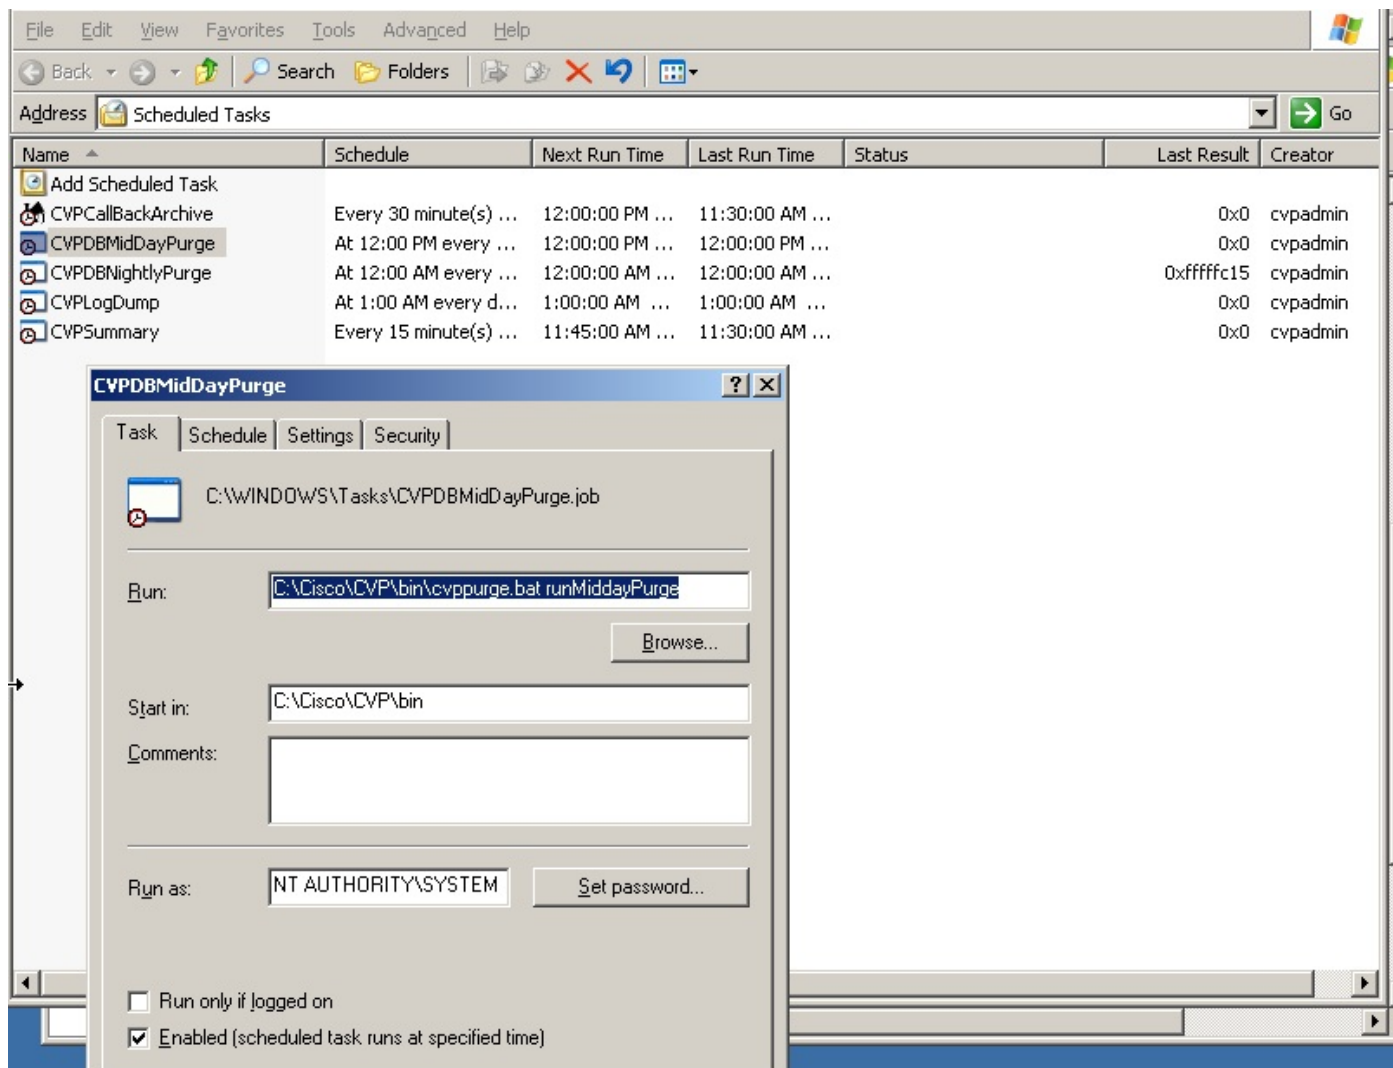 File Edit View Favorites Tools Advanced Help
Back Search Folders
Address Scheduled Tasks Go
Name Schedule Next Run Time Last Run Time Status Last Result Creator
Add Scheduled Task
CVPCallBackArchive Every 30 minute(s) ... 12:00:00 PM ... 11:30:00 AM ... 0x0 cvpadmin
CVPDBMidDayPurge At 12:00 PM every ... 12:00:00 PM ... 12:00:00 PM ... 0x0 cvpadmin
CVPDBNightlyPurge At 12:00 AM every ... 12:00:00 AM ... 12:00:00 AM ... 0xfffffc15 cvpadmin
CVPLogDump At 1:00 AM every d... 1:00:00 AM ... 1:00:00 AM ... 0x0 cvpadmin
CVPSummary Every 15 minute(s) ... 11:45:00 AM ... 11:30:00 AM ... 0x0 cvpadmin
CVPDBMidDayPurge
Task Schedule Settings Security
C:\WINDOWS\Tasks\CVPDBMidDayPurge.job
Run: C:\Cisco\CVP\bin\cvppurge.bat runMiddayPurge
Browse...
Start in: C:\Cisco\CVP\bin
Comments:
Run as: NT AUTHORITY\SYSTEM Set password...
Run only if logged on
Enabled (scheduled task runs at specified time)